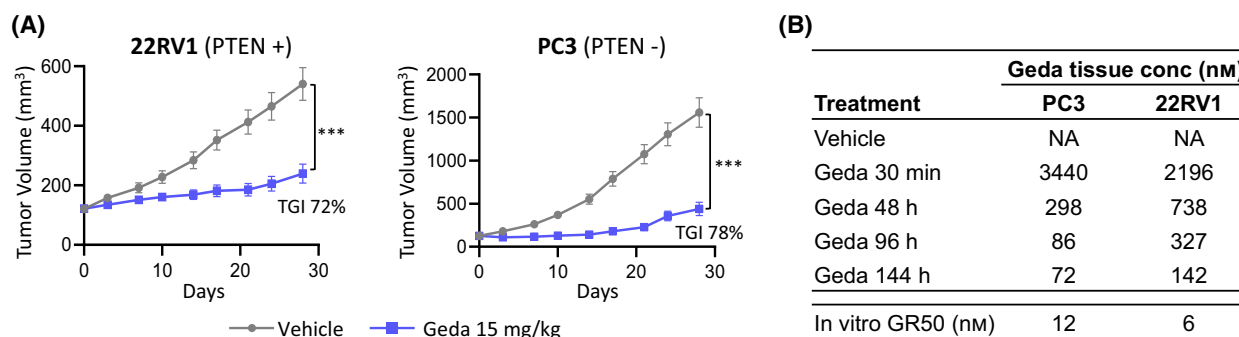 (A)
22RV1 (PTEN +)
Tumor Volume (mm³)
600
400
200
0
0 10 20 30
Days
***
TGI 72%
PC3 (PTEN -)
Tumor Volume (mm³)
2000
1500
1000
500
0
0 10 20 30
Days
***
TGI 78%
Vehicle Geda 15 mg/kg
(B)
Geda tissue conc (nM)
Treatment PC3 22RV1
Vehicle NA NA
Geda 30 min 3440 2196
Geda 48 h 298 738
Geda 96 h 86 327
Geda 144 h 72 142
In vitro GR50 (nM) 12 6